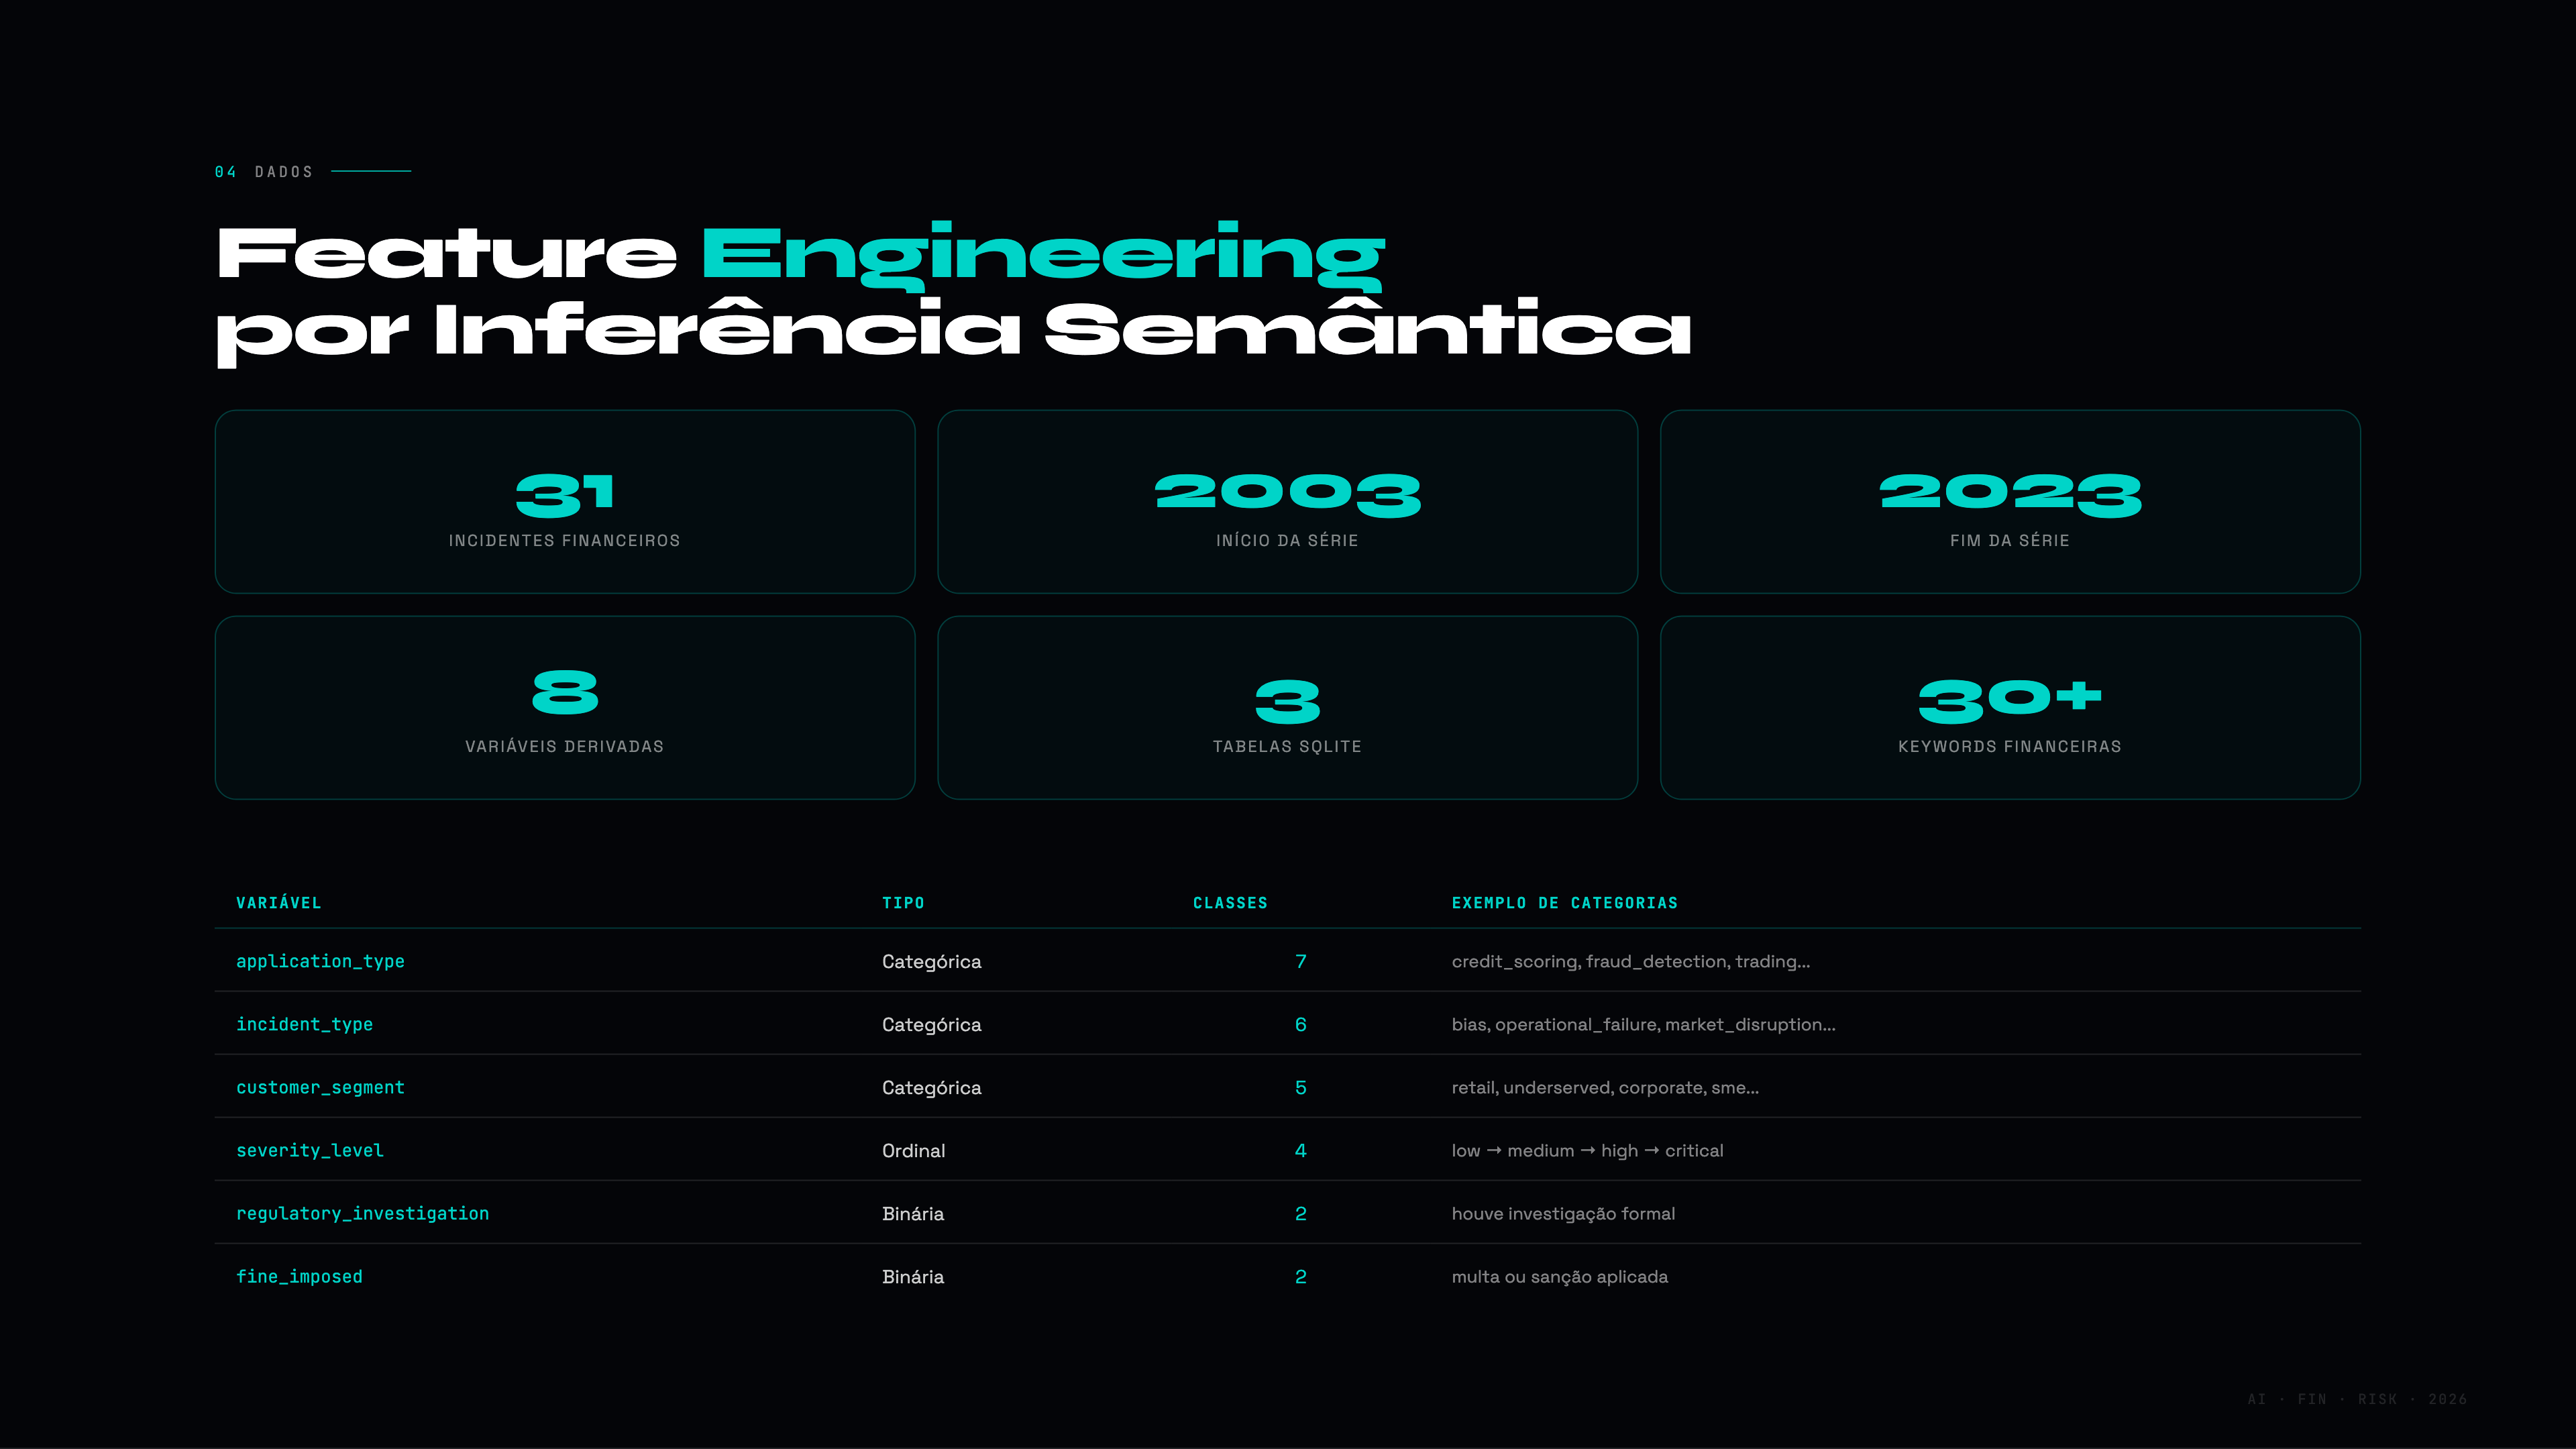 04 DADOS
Feature Engineering
por Inferência Semântica
31
INCIDENTES FINANCEIROS
2003
INÍCIO DA SÉRIE
2023
FIM DA SÉRIE
8
VARIÁVEIS DERIVADAS
3
TABELAS SQLITE
30+
KEYWORDS FINANCEIRAS
VARIÁVEL TIPO CLASSES EXEMPLO DE CATEGORIAS
application_type Categórica 7 credit_scoring, fraud_detection, trading...
incident_type Categórica 6 bias, operational_failure, market_disruption...
customer_segment Categórica 5 retail, underserved, corporate, sme...
severity_level Ordinal 4 low → medium → high → critical
regulatory_investigation Binária 2 houve investigação formal
fine_imposed Binária 2 multa ou sanção aplicada
AI · FIN · RISK · 2026